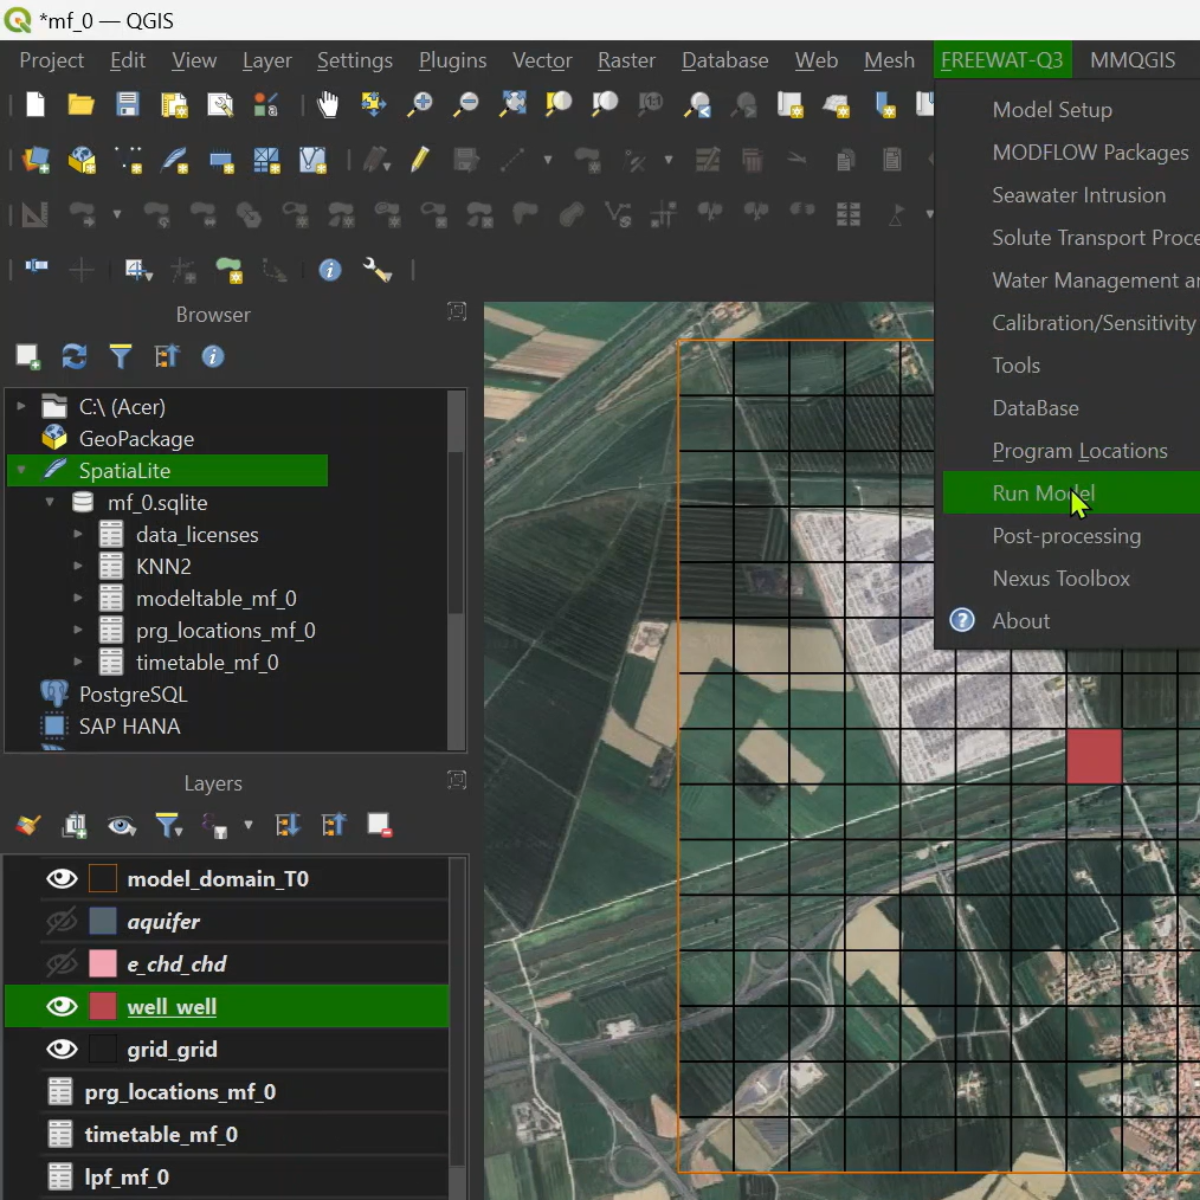 *mf_0 — QGIS
Project Edit View Layer Settings Plugins Vector Raster Database Web Mesh FREEWAT-Q3 MMQGIS
Model Setup
MODFLOW Packages
Seawater Intrusion
Solute Transport Proce
Water Management ar
Calibration/Sensitivity
Tools
DataBase
Program Locations
Run Model
Post-processing
Nexus Toolbox
About
Browser
C:\ (Acer)
GeoPackage
SpatiaLite
mf_0.sqlite
data_licenses
KNN2
modeltable_mf_0
prg_locations_mf_0
timetable_mf_0
PostgreSQL
SAP HANA
Layers
model_domain_T0
aquifer
e_chd_chd
well_well
grid_grid
prg_locations_mf_0
timetable_mf_0
lpf_mf_0